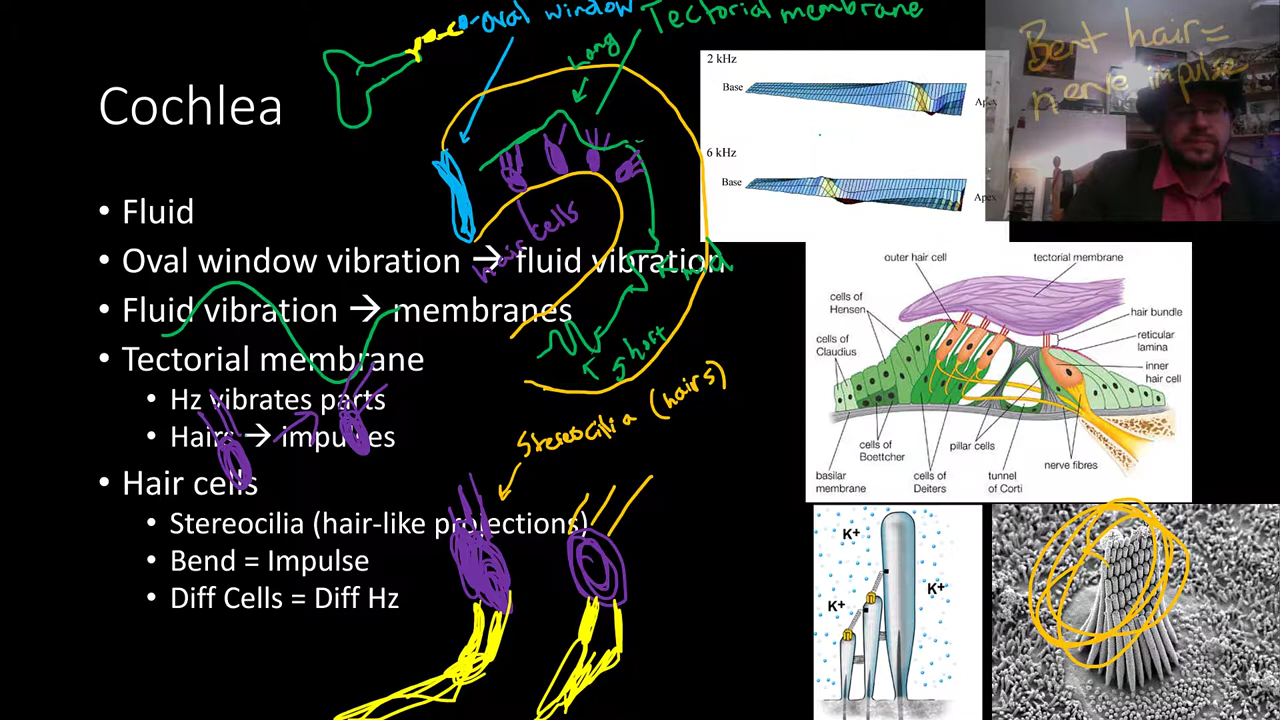 oval window
Tectorial membrane
Bent hair =
nerve impulse
Cochlea
Long
2 kHz
Base
Apex
6 kHz
Base
Apex
• Fluid
• Oval window vibration → fluid vibration
• Fluid vibration → membranes
• Tectorial membrane
• Hz vibrates parts
• Hairs → impulses
• Hair cells
• Stereocilia (hair-like projections)
• Bend = Impulse
• Diff Cells = Diff Hz
hair cells
Short
Stereocilia (hairs)
outer hair cell
tectorial membrane
cells of
Hensen
cells of
Claudius
hair bundle
reticular
lamina
inner
hair cell
cells of
Boettcher
pillar cells
nerve fibres
basilar
membrane
cells of
Deiters
tunnel
of Corti
K+
K+
K+